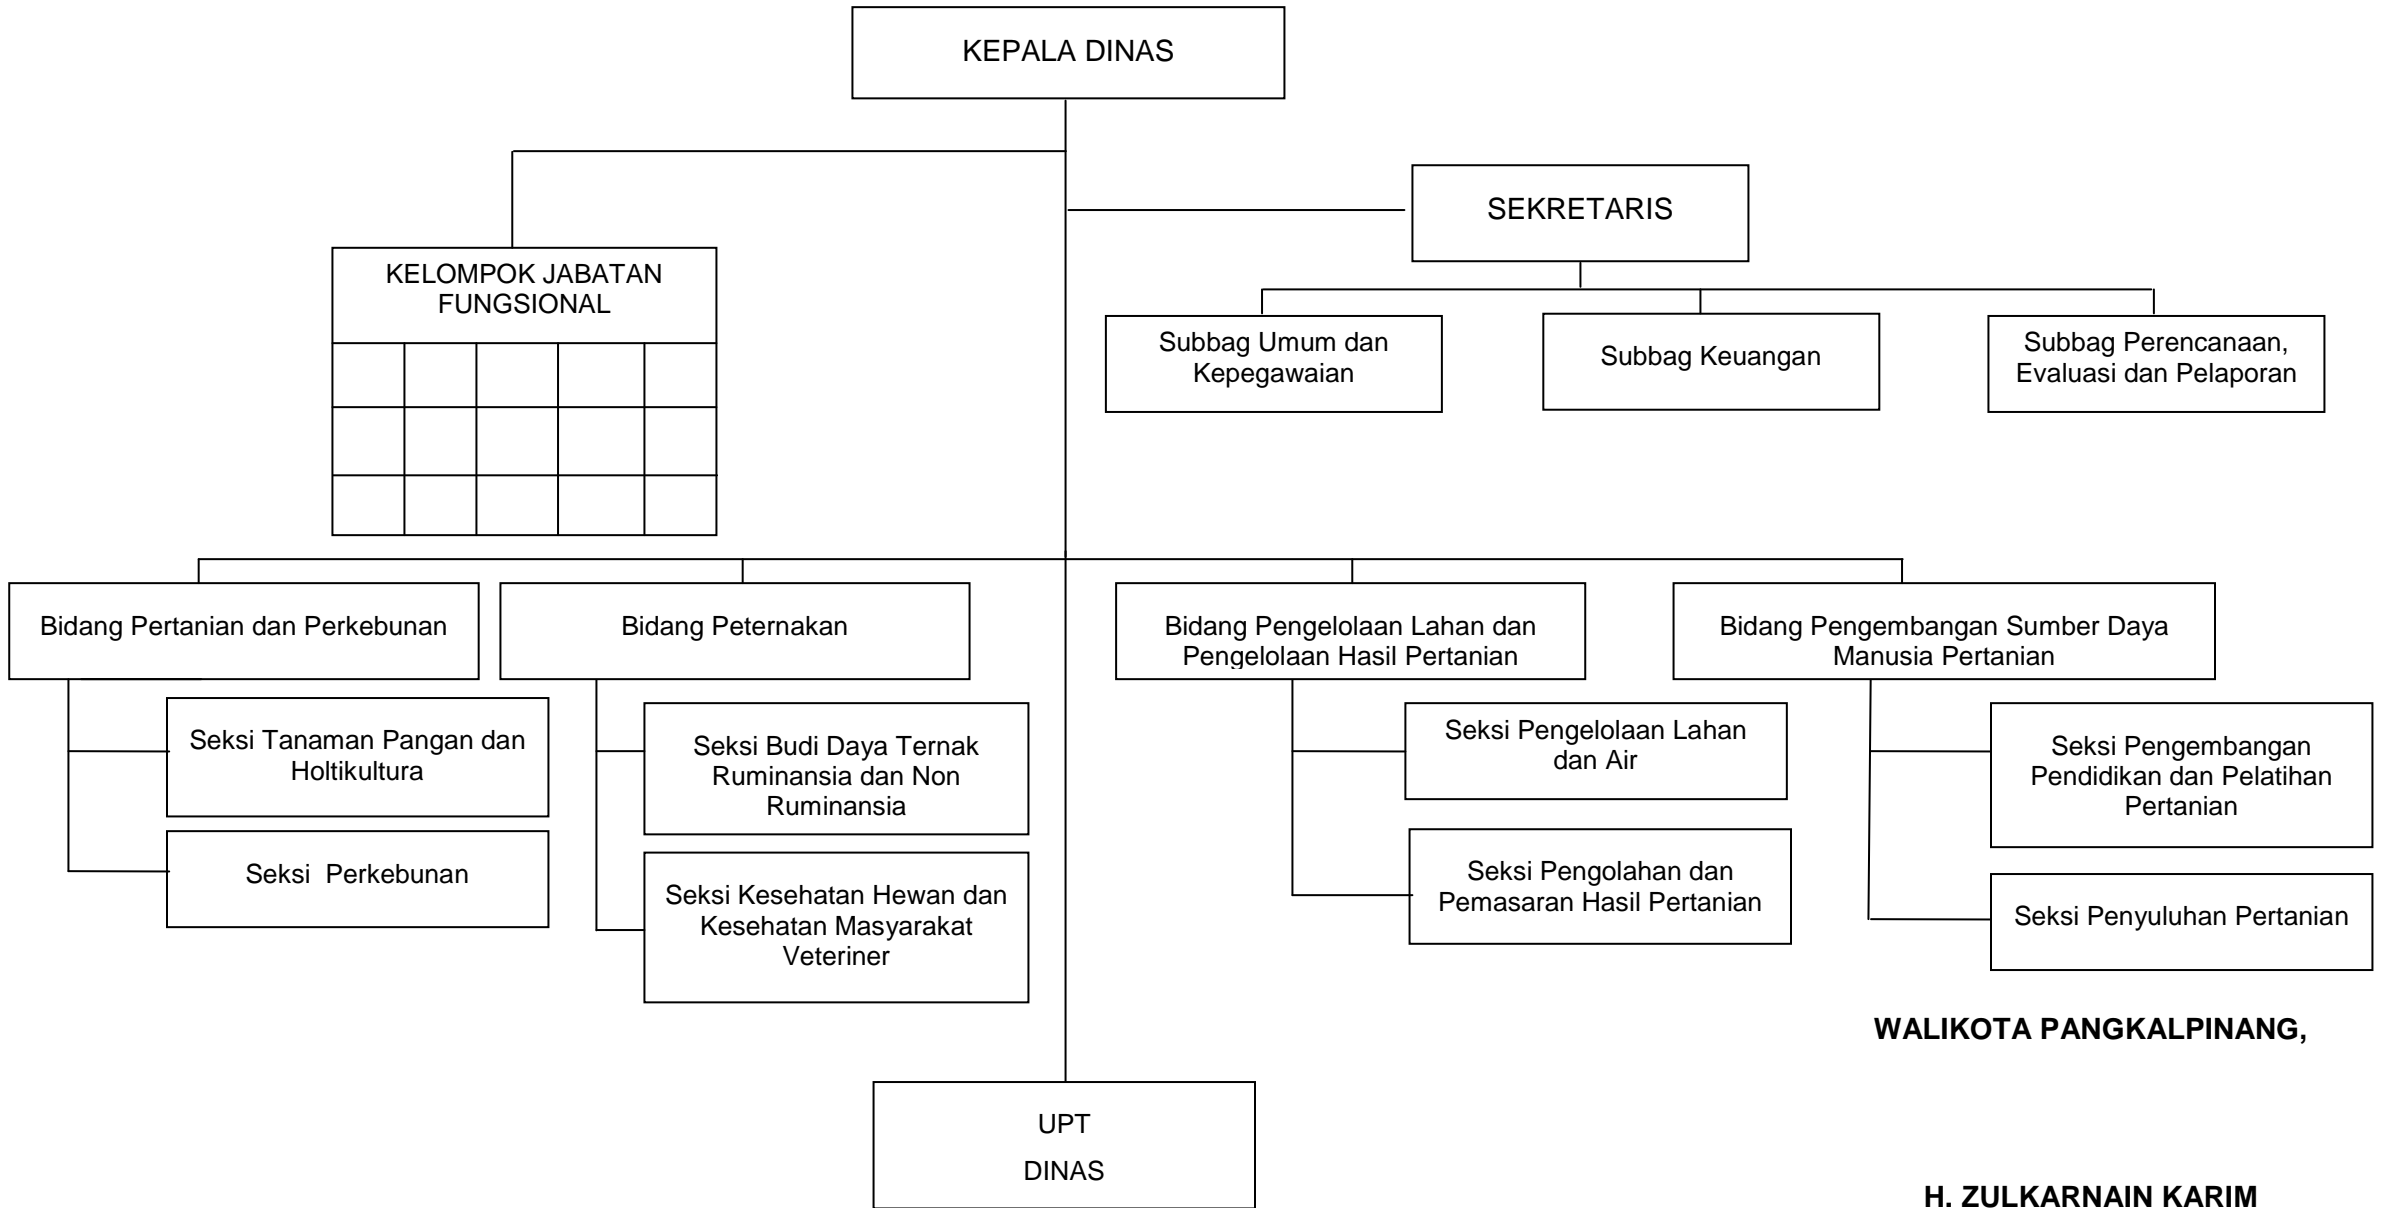 KEPALA DINAS
SEKRETARIS
KELOMPOK JABATAN
FUNGSIONAL
Subbag Umum dan
Kepegawaian
Subbag Keuangan
Subbag Perencanaan,
Evaluasi dan Pelaporan
Bidang Pertanian dan Perkebunan
Bidang Peternakan
Bidang Pengelolaan Lahan dan
Pengelolaan Hasil Pertanian
Bidang Pengembangan Sumber Daya
Manusia Pertanian
Seksi Tanaman Pangan dan
Holtikultura
Seksi Perkebunan
Seksi Budi Daya Ternak
Ruminansia dan Non
Ruminansia
Seksi Kesehatan Hewan dan
Kesehatan Masyarakat
Veteriner
Seksi Pengelolaan Lahan
dan Air
Seksi Pengolahan dan
Pemasaran Hasil Pertanian
Seksi Pengembangan
Pendidikan dan Pelatihan
Pertanian
Seksi Penyuluhan Pertanian
WALIKOTA PANGKALPINANG,
UPT
DINAS
H. ZULKARNAIN KARIM